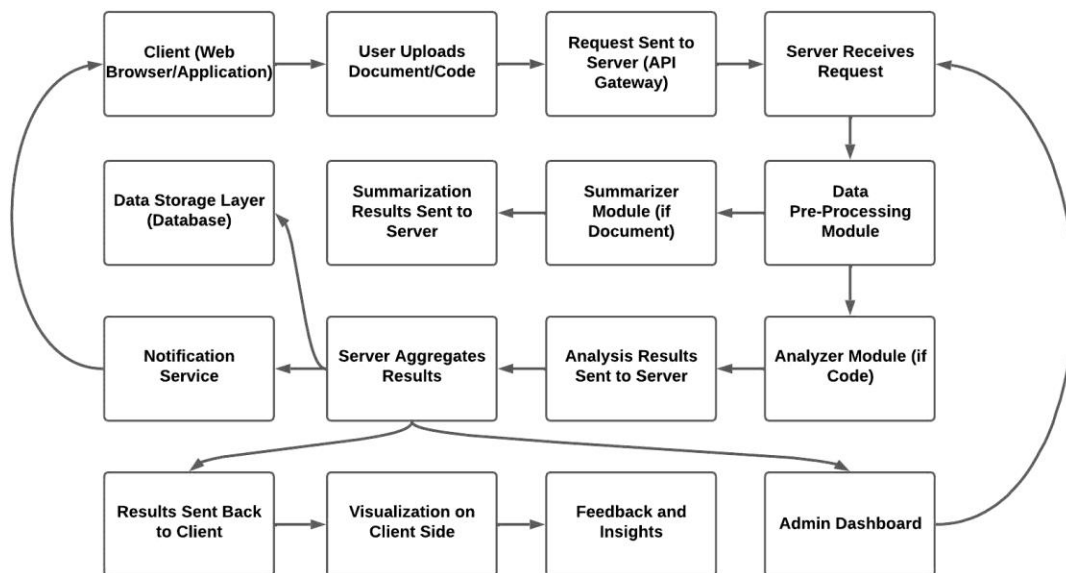 Client (Web
Browser/Application)
User Uploads
Document/Code
Request Sent to
Server (API
Gateway)
Server Receives
Request
Data Storage Layer
(Database)
Summarization
Results Sent to
Server
Summarizer
Module (if
Document)
Data
Pre-Processing
Module
Notification
Service
Server Aggregates
Results
Analysis Results
Sent to Server
Analyzer Module (if
Code)
Results Sent Back
to Client
Visualization on
Client Side
Feedback and
Insights
Admin Dashboard